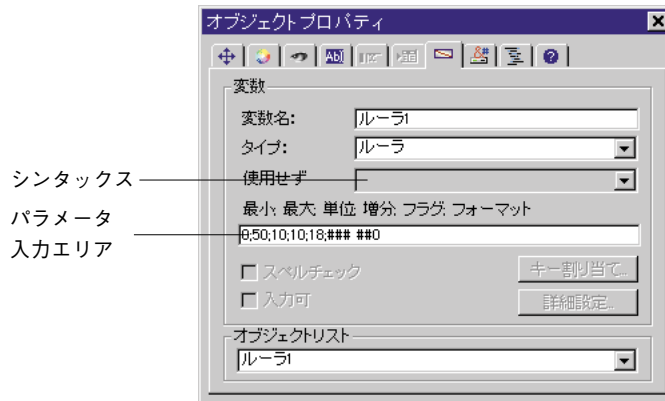 オブジェクトプロパティ
変数
変数名: ルーラ1
タイプ: ルーラ
シンタックス
使用せず
パラメータ
入力エリア
最小; 最大; 単位; 増分; フラグ; フォーマット
0;50;10;10;18;### ##0
スペルチェック
キー割り当て...
入力可
詳細設定...
オブジェクトリスト
ルーラ1